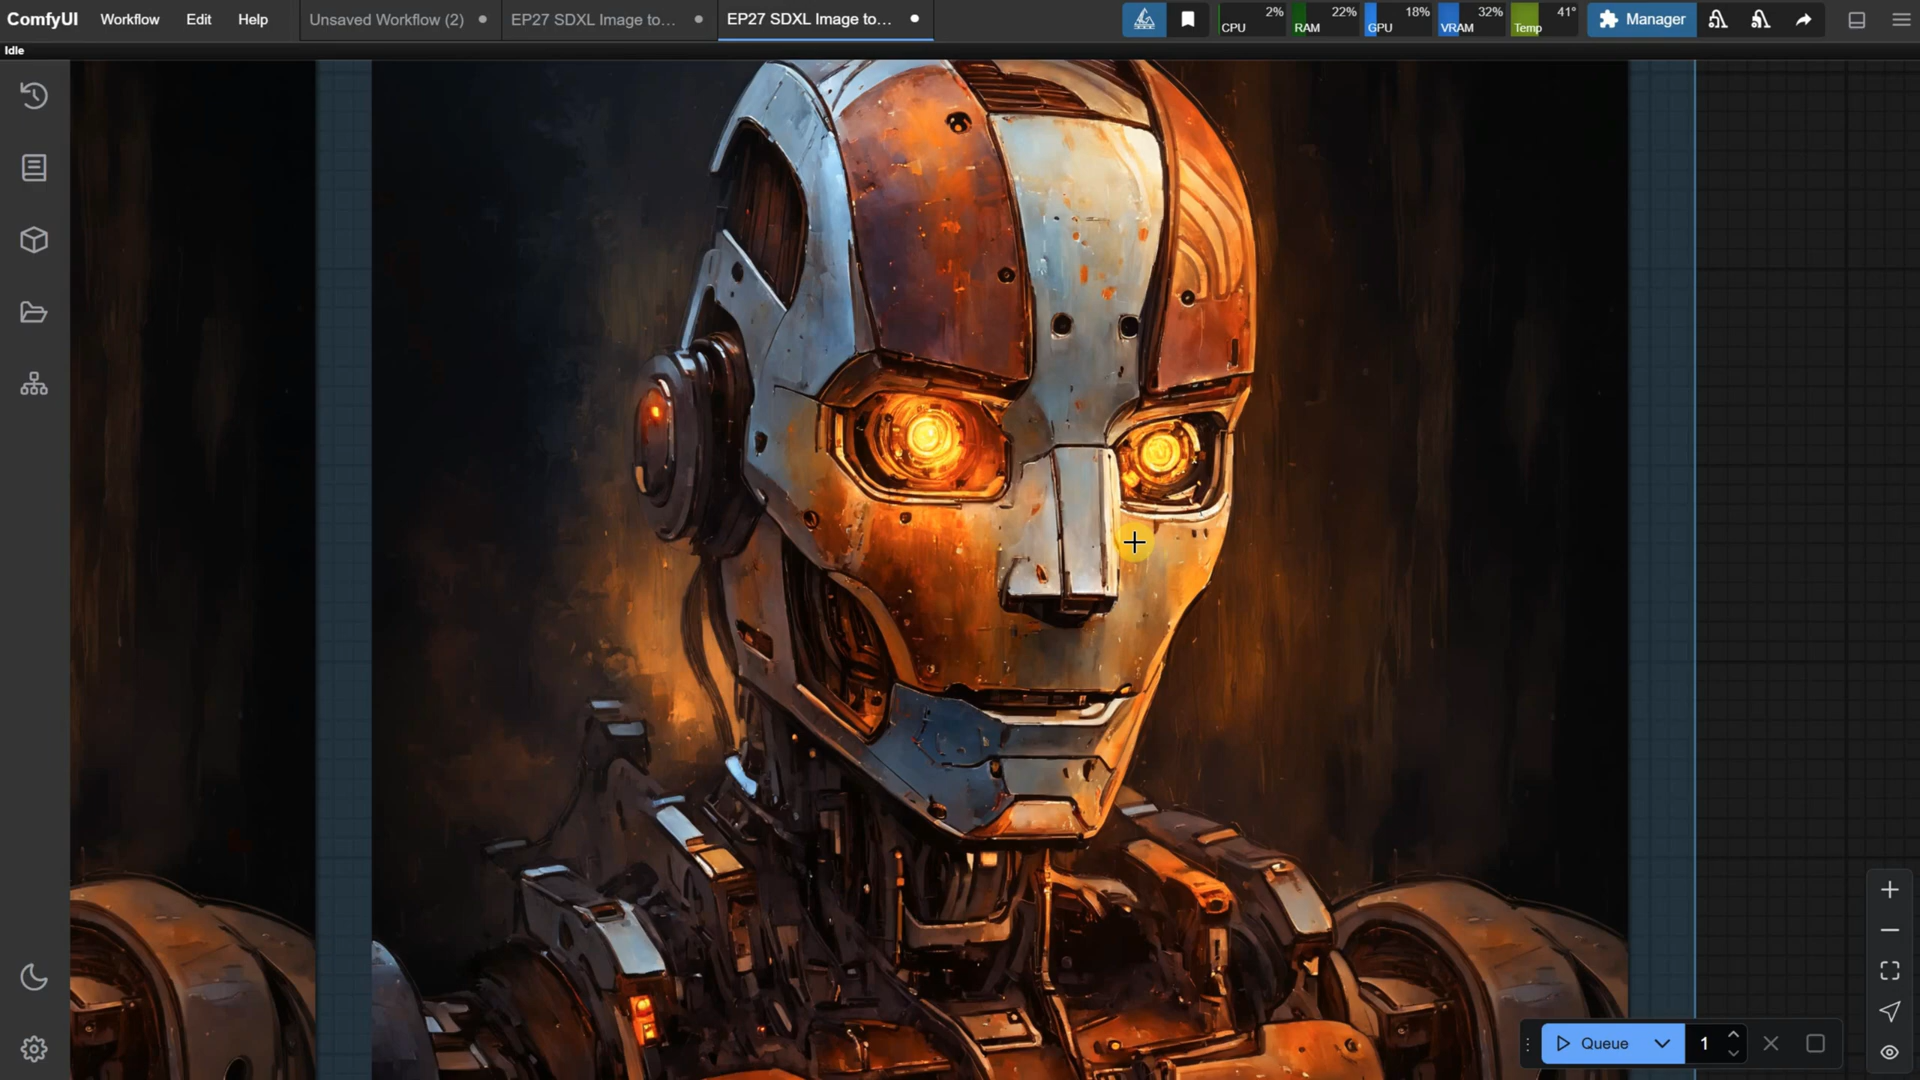 ComfyUI Workflow Edit Help Unsaved Workflow (2) EP27 SDXL Image to... EP27 SDXL Image to... CPU 2% RAM 22% GPU 18% VRAM 32% Temp 41° Manager
Idle
Queue 1